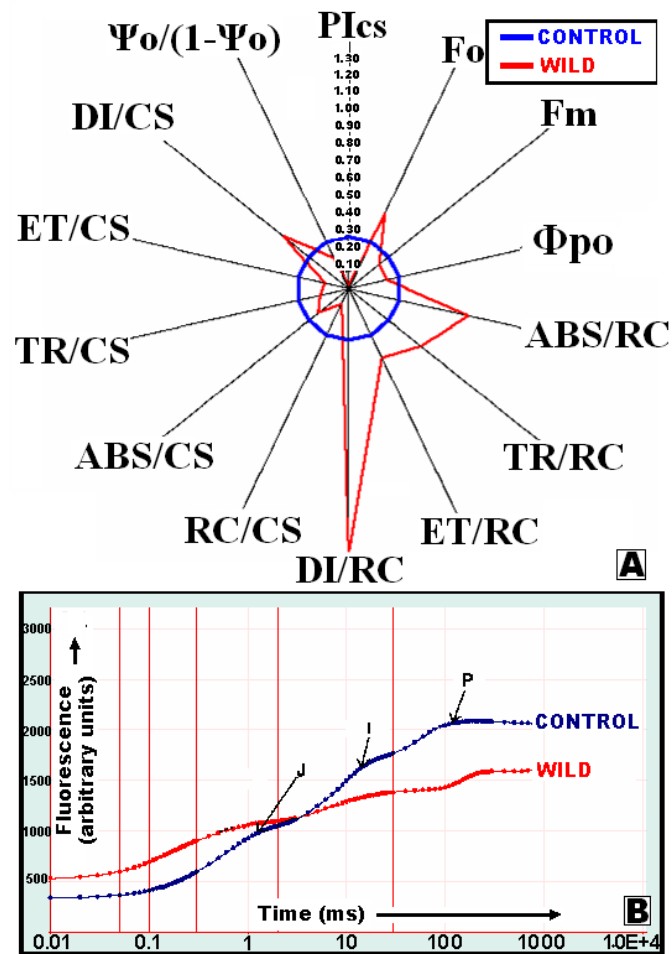 Ψo/(1-Ψo)
PIcs
Fo
CONTROL
WILD
1.30
1.20
1.10
1.00
0.90
0.80
0.70
0.60
0.50
0.40
0.30
0.20
0.10
Fm
DI/CS
ET/CS
Φpo
TR/CS
ABS/RC
ABS/CS
TR/RC
RC/CS
ET/RC
DI/RC
A
3000
2500
2000
1500
1000
500
Fluorescence
(arbitrary units)
J
I
P
CONTROL
WILD
Time (ms)
B
0.01
0.1
1
10
100
1000
1.0E+4